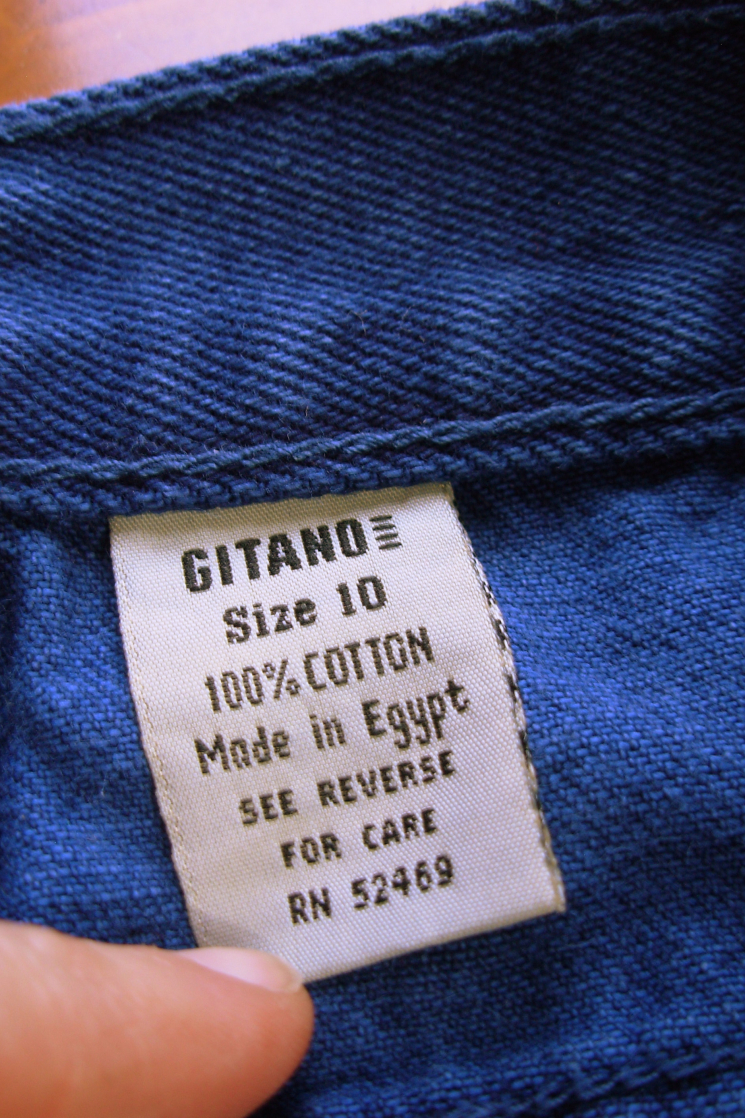 GITANO
Size 10
100% COTTON
Made in Egypt
SEE REVERSE
FOR CARE
RN 52469